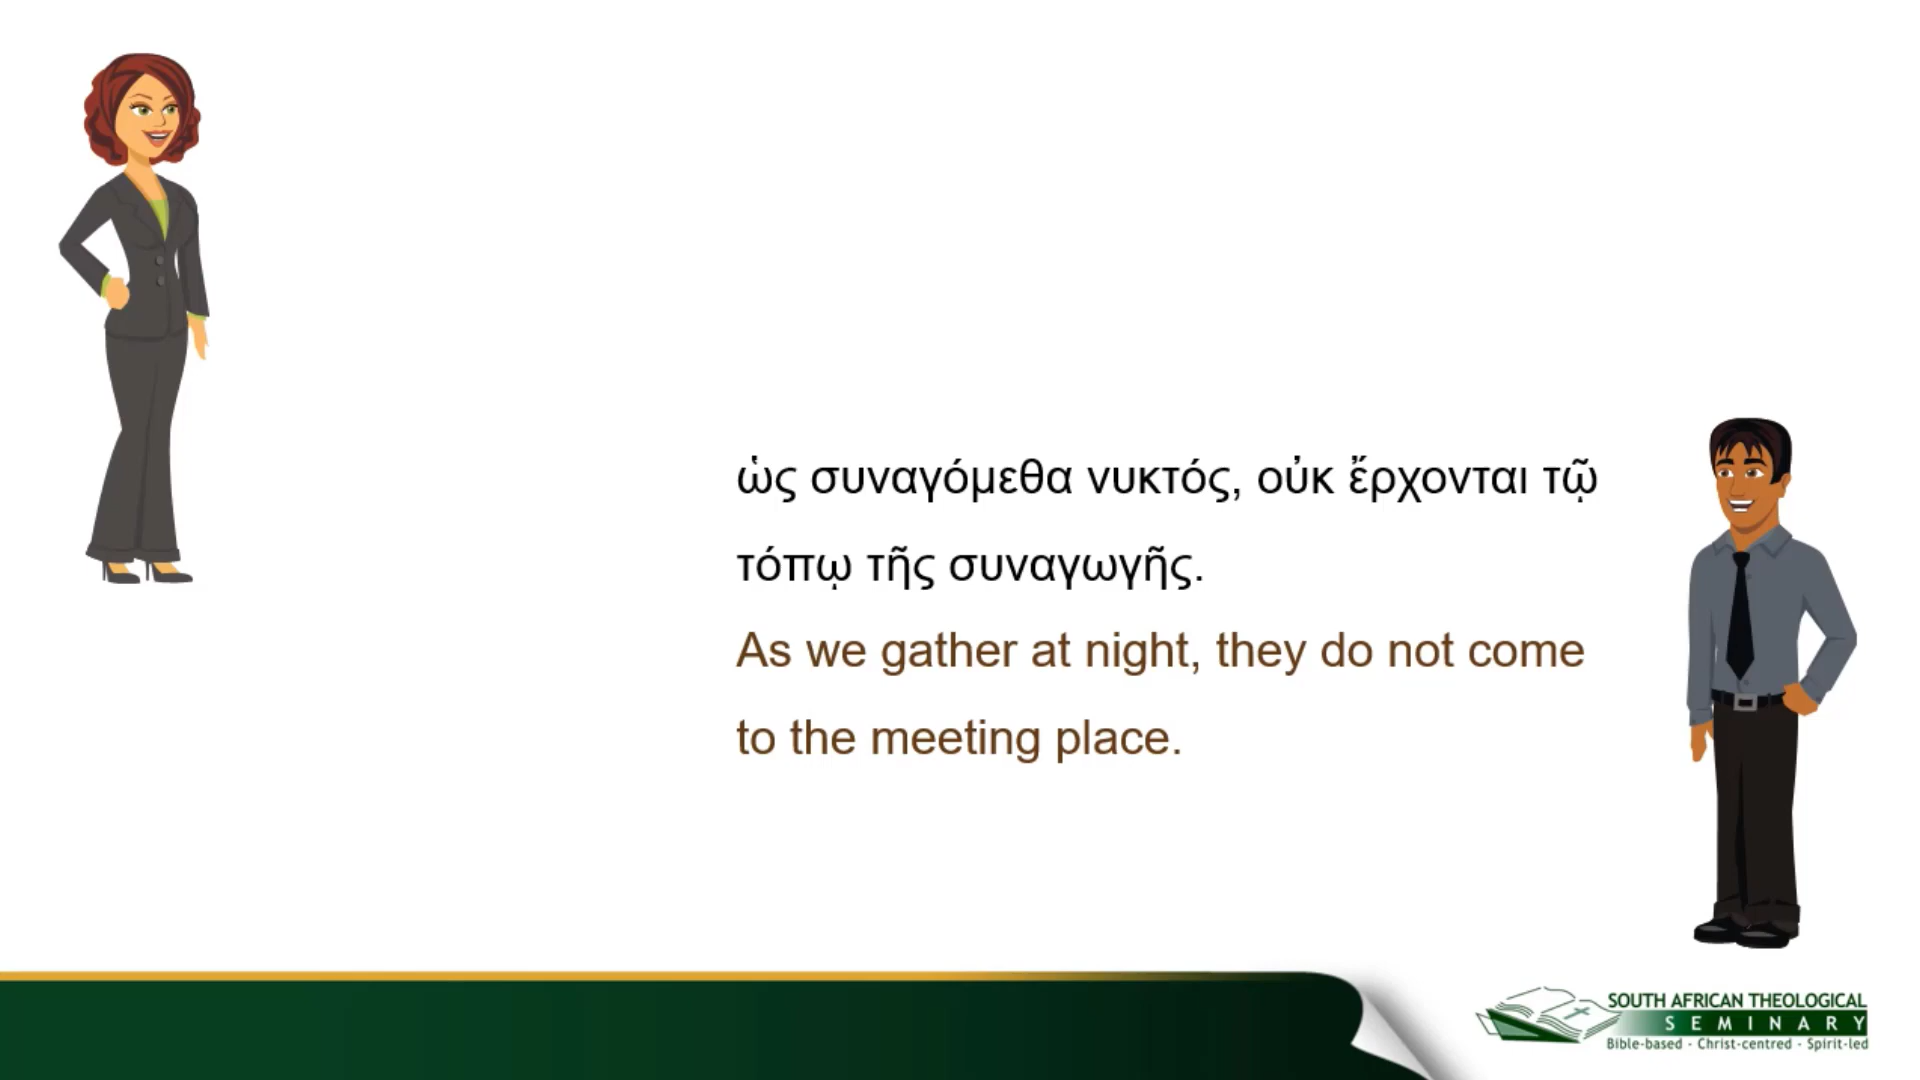 ὡς συναγόμεθα νυκτός, οὐκ ἔρχονται τῷ
τόπῳ τῆς συναγωγῆς.
As we gather at night, they do not come
to the meeting place.
SOUTH AFRICAN THEOLOGICAL
SEMINARY
Bible-based - Christ-centred - Spirit-led